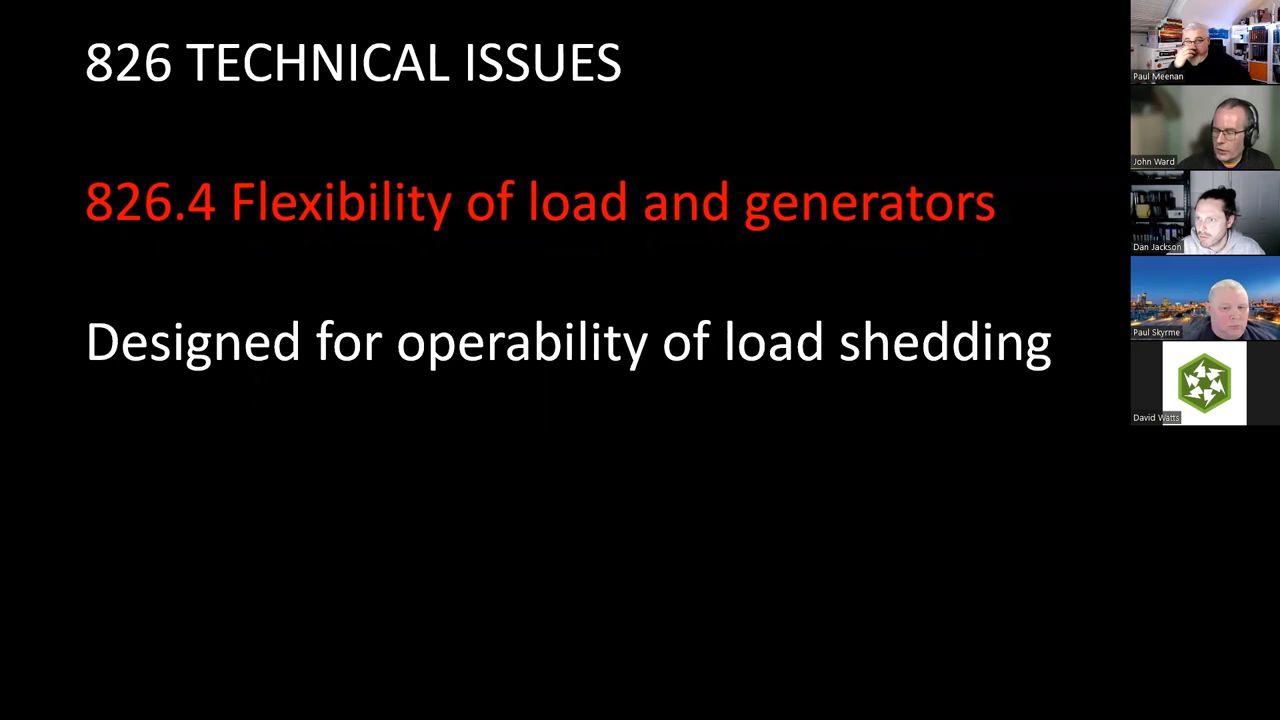 826 TECHNICAL ISSUES
826.4 Flexibility of load and generators
Designed for operability of load shedding
Paul Meenan
John Ward
Dan Jackson
Paul Skyrme
David Watts